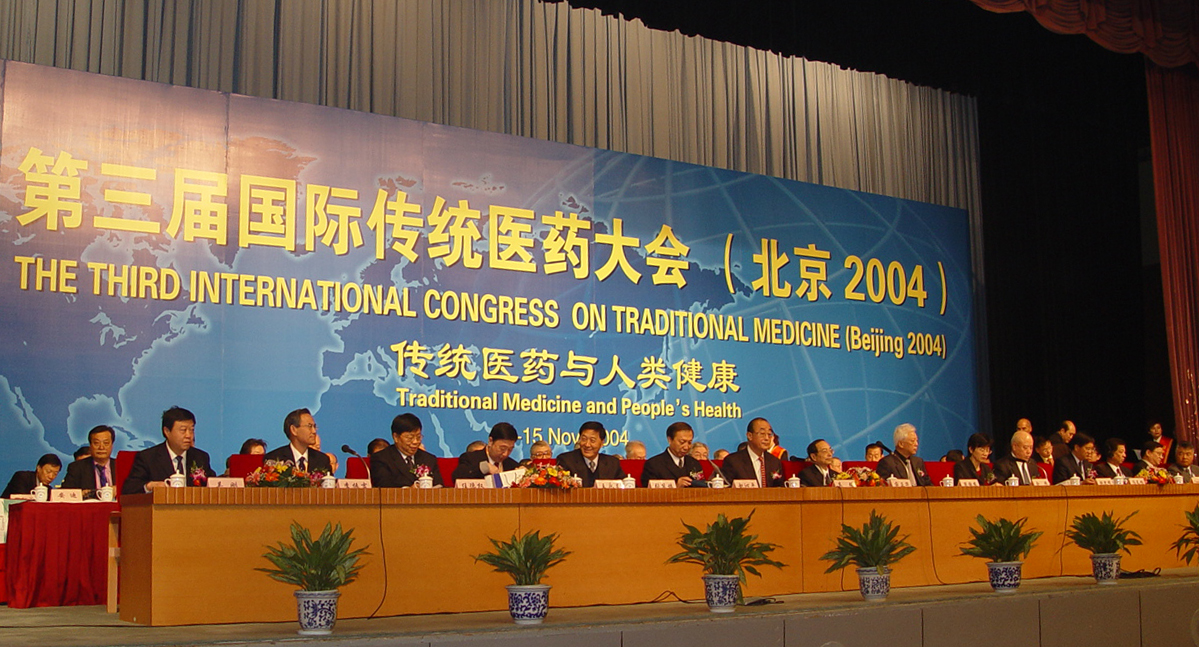 第三届国际传统医药大会（北京 2004）
THE THIRD INTERNATIONAL CONGRESS ON TRADITIONAL MEDICINE (Beijing 2004)
传统医药与人类健康
Traditional Medicine and People's Health
-15 Nov 2004